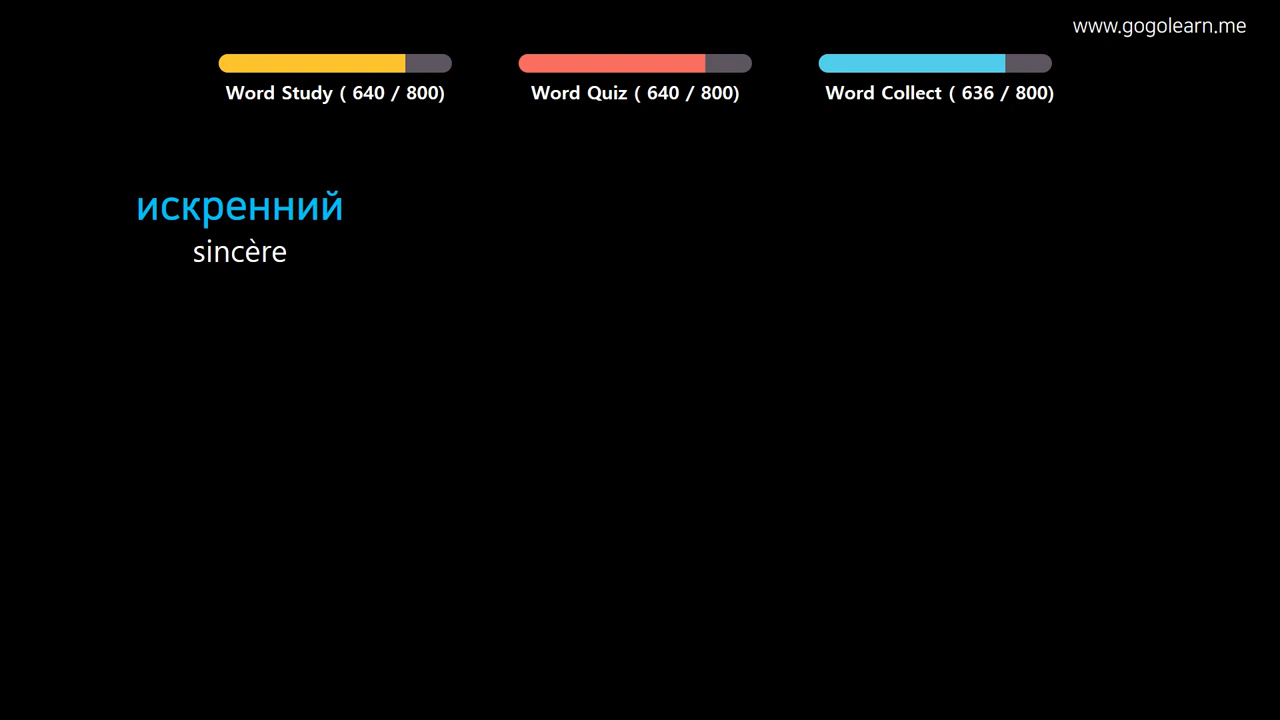 www.gogolearn.me
Word Study ( 640 / 800)
Word Quiz ( 640 / 800)
Word Collect ( 636 / 800)
искренний
sincère